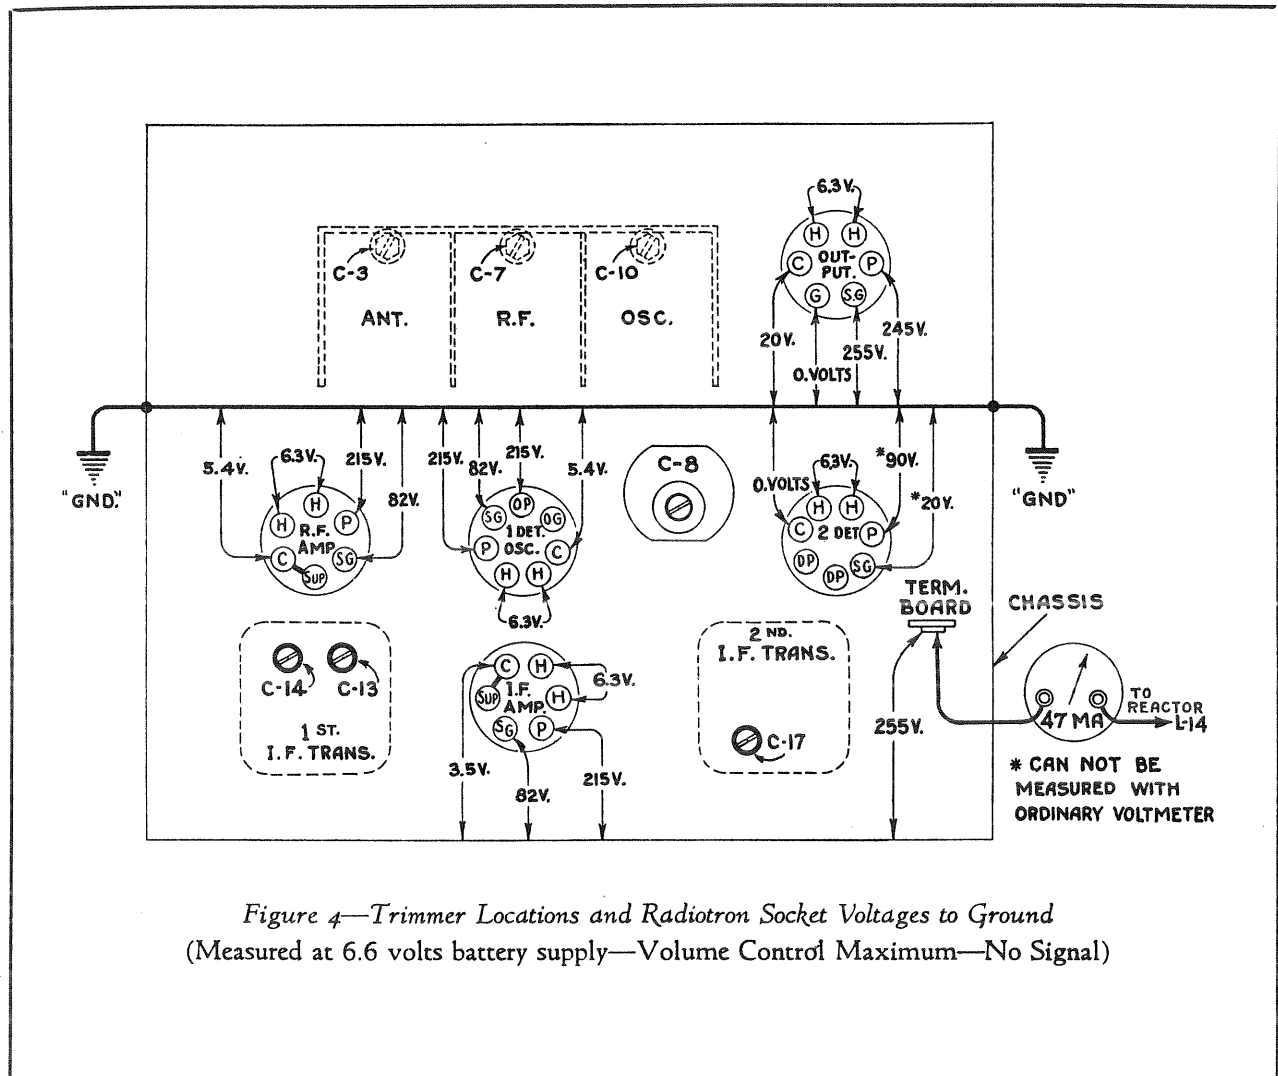 6.3V.
H H
C OUT- P
PUT.
G SG
20V.
0.VOLTS
255V.
245V.
C-3
C-7
C-10
ANT.
R.F.
OSC.
"GND."
"GND"
5.4V.
6.3V.
215V.
82V.
H H P
R.F.
AMP
C SG
SUP
215V.
82V.
215V.
5.4V.
SG OP OG
1 DET.
P OSC. C
H H
6.3V.
C-8
0.VOLTS
6.3V.
*90V.
*20V.
H H
C 2 DET P
DP DP SG
TERM.
BOARD
CHASSIS
C-14
C-13
1 ST.
I.F. TRANS.
C H
SUP I.F. H
AMP.
SG P
6.3V.
3.5V.
82V.
215V.
2 ND.
I.F. TRANS.
C-17
255V.
47 MA
TO
REACTOR
L-14
* CAN NOT BE
MEASURED WITH
ORDINARY VOLTMETER
Figure 4—Trimmer Locations and Radiotron Socket Voltages to Ground
(Measured at 6.6 volts battery supply—Volume Control Maximum—No Signal)